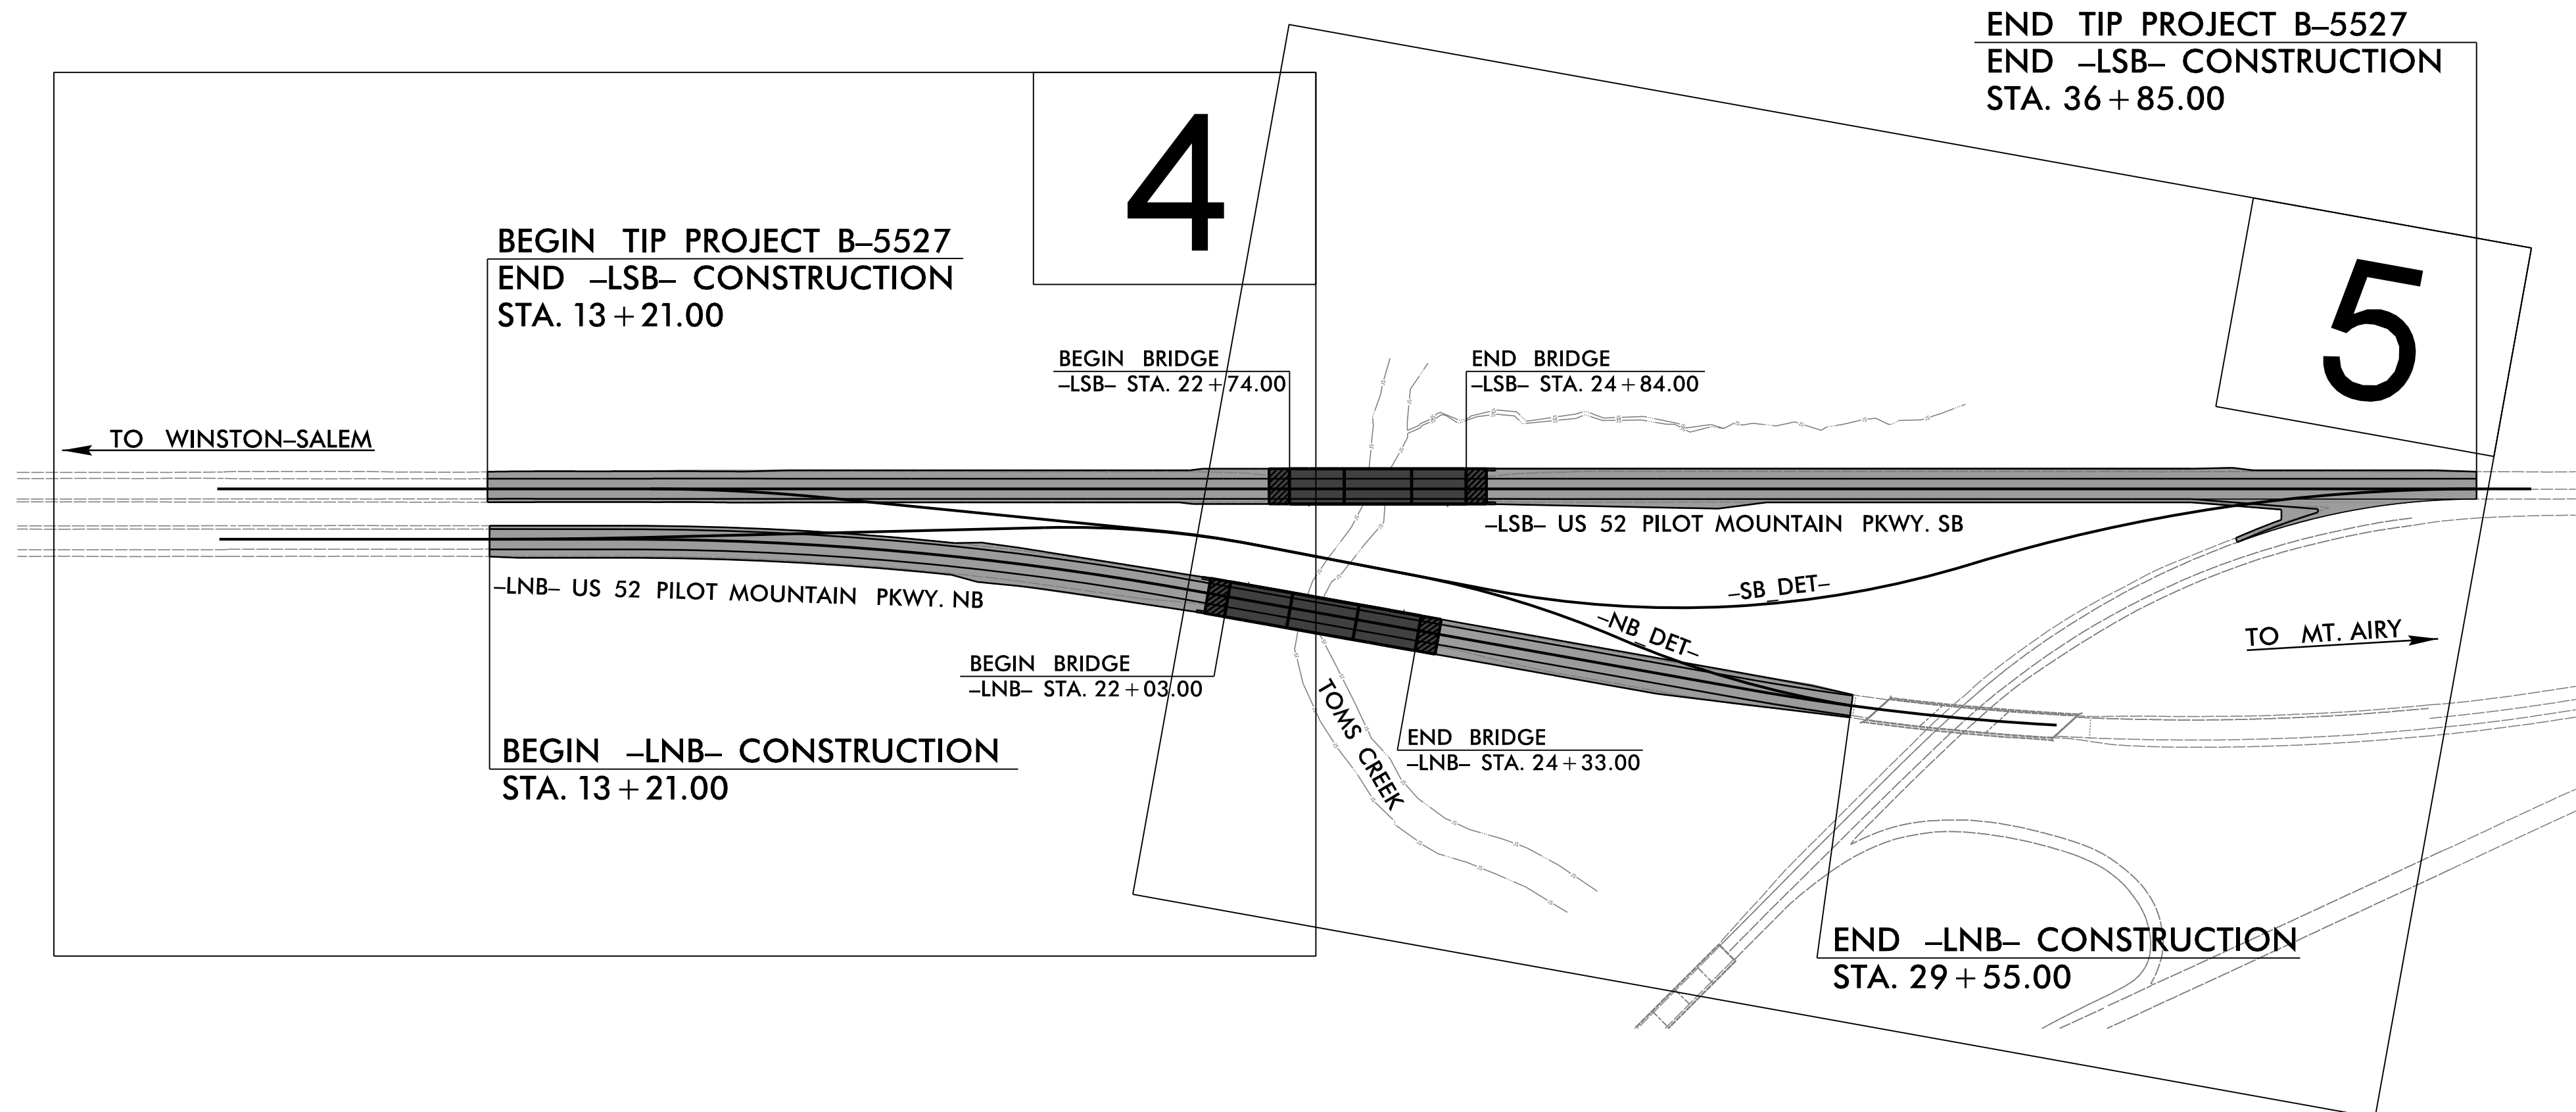 END TIP PROJECT B–5527
END –LSB– CONSTRUCTION
STA. 36+85.00
4
BEGIN TIP PROJECT B–5527
END –LSB– CONSTRUCTION
STA. 13+21.00
5
BEGIN BRIDGE
–LSB– STA. 22+74.00
END BRIDGE
–LSB– STA. 24+84.00
TO WINSTON–SALEM
–LSB– US 52 PILOT MOUNTAIN PKWY. SB
–LNB– US 52 PILOT MOUNTAIN PKWY. NB
–SB_DET–
–NB_DET–
TO MT. AIRY
BEGIN BRIDGE
–LNB– STA. 22+03.00
TOMS CREEK
BEGIN –LNB– CONSTRUCTION
STA. 13+21.00
END BRIDGE
–LNB– STA. 24+33.00
END –LNB– CONSTRUCTION
STA. 29+55.00